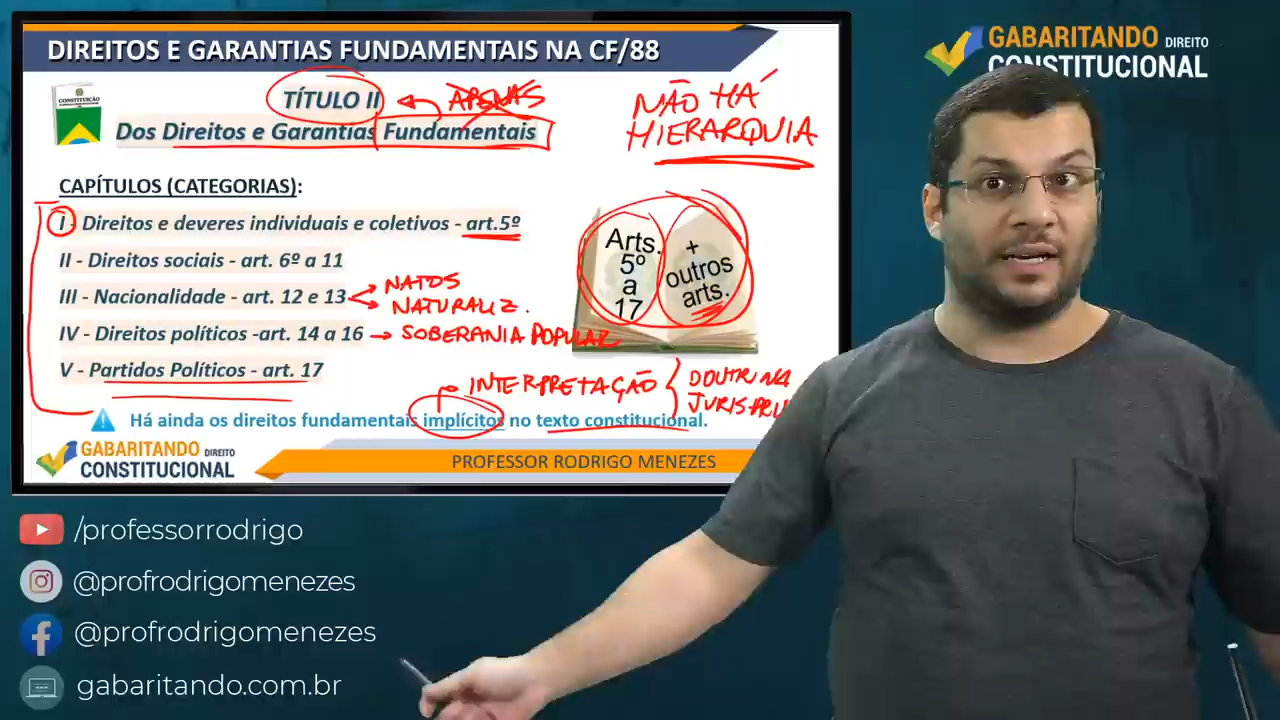 DIREITOS E GARANTIAS FUNDAMENTAIS NA CF/88
GABARITANDO DIREITO
CONSTITUCIONAL
CONSTITUIÇÃO
TÍTULO II APENAS
Dos Direitos e Garantias Fundamentais
NÃO HÁ
HIERARQUIA
CAPÍTULOS (CATEGORIAS):
I - Direitos e deveres individuais e coletivos - art.5º
II - Direitos sociais - art. 6º a 11
III - Nacionalidade - art. 12 e 13
NATOS
NATURALIZ.
IV - Direitos políticos -art. 14 a 16 → SOBERANIA POPULAR
V - Partidos Políticos - art. 17
Arts.
5º
a
17
+
outros
arts.
INTERPRETAÇÃO { DOUTRINA
Há ainda os direitos fundamentais implícitos no texto constitucional.
GABARITANDO DIREITO
CONSTITUCIONAL
PROFESSOR RODRIGO MENEZES
/professorrodrigo
@profrodrigomenezes
@profrodrigomenezes
gabaritando.com.br